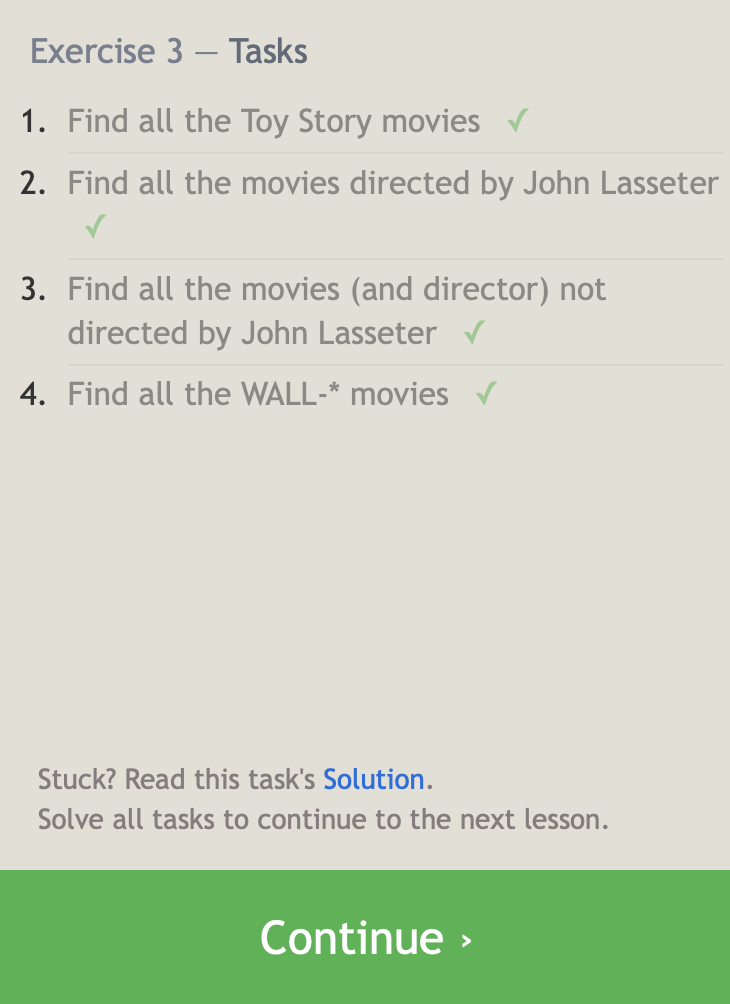 Exercise 3 — Tasks
1. Find all the Toy Story movies ✓
2. Find all the movies directed by John Lasseter
✓
3. Find all the movies (and director) not
directed by John Lasseter ✓
4. Find all the WALL-* movies ✓
Stuck? Read this task's Solution.
Solve all tasks to continue to the next lesson.
Continue ›